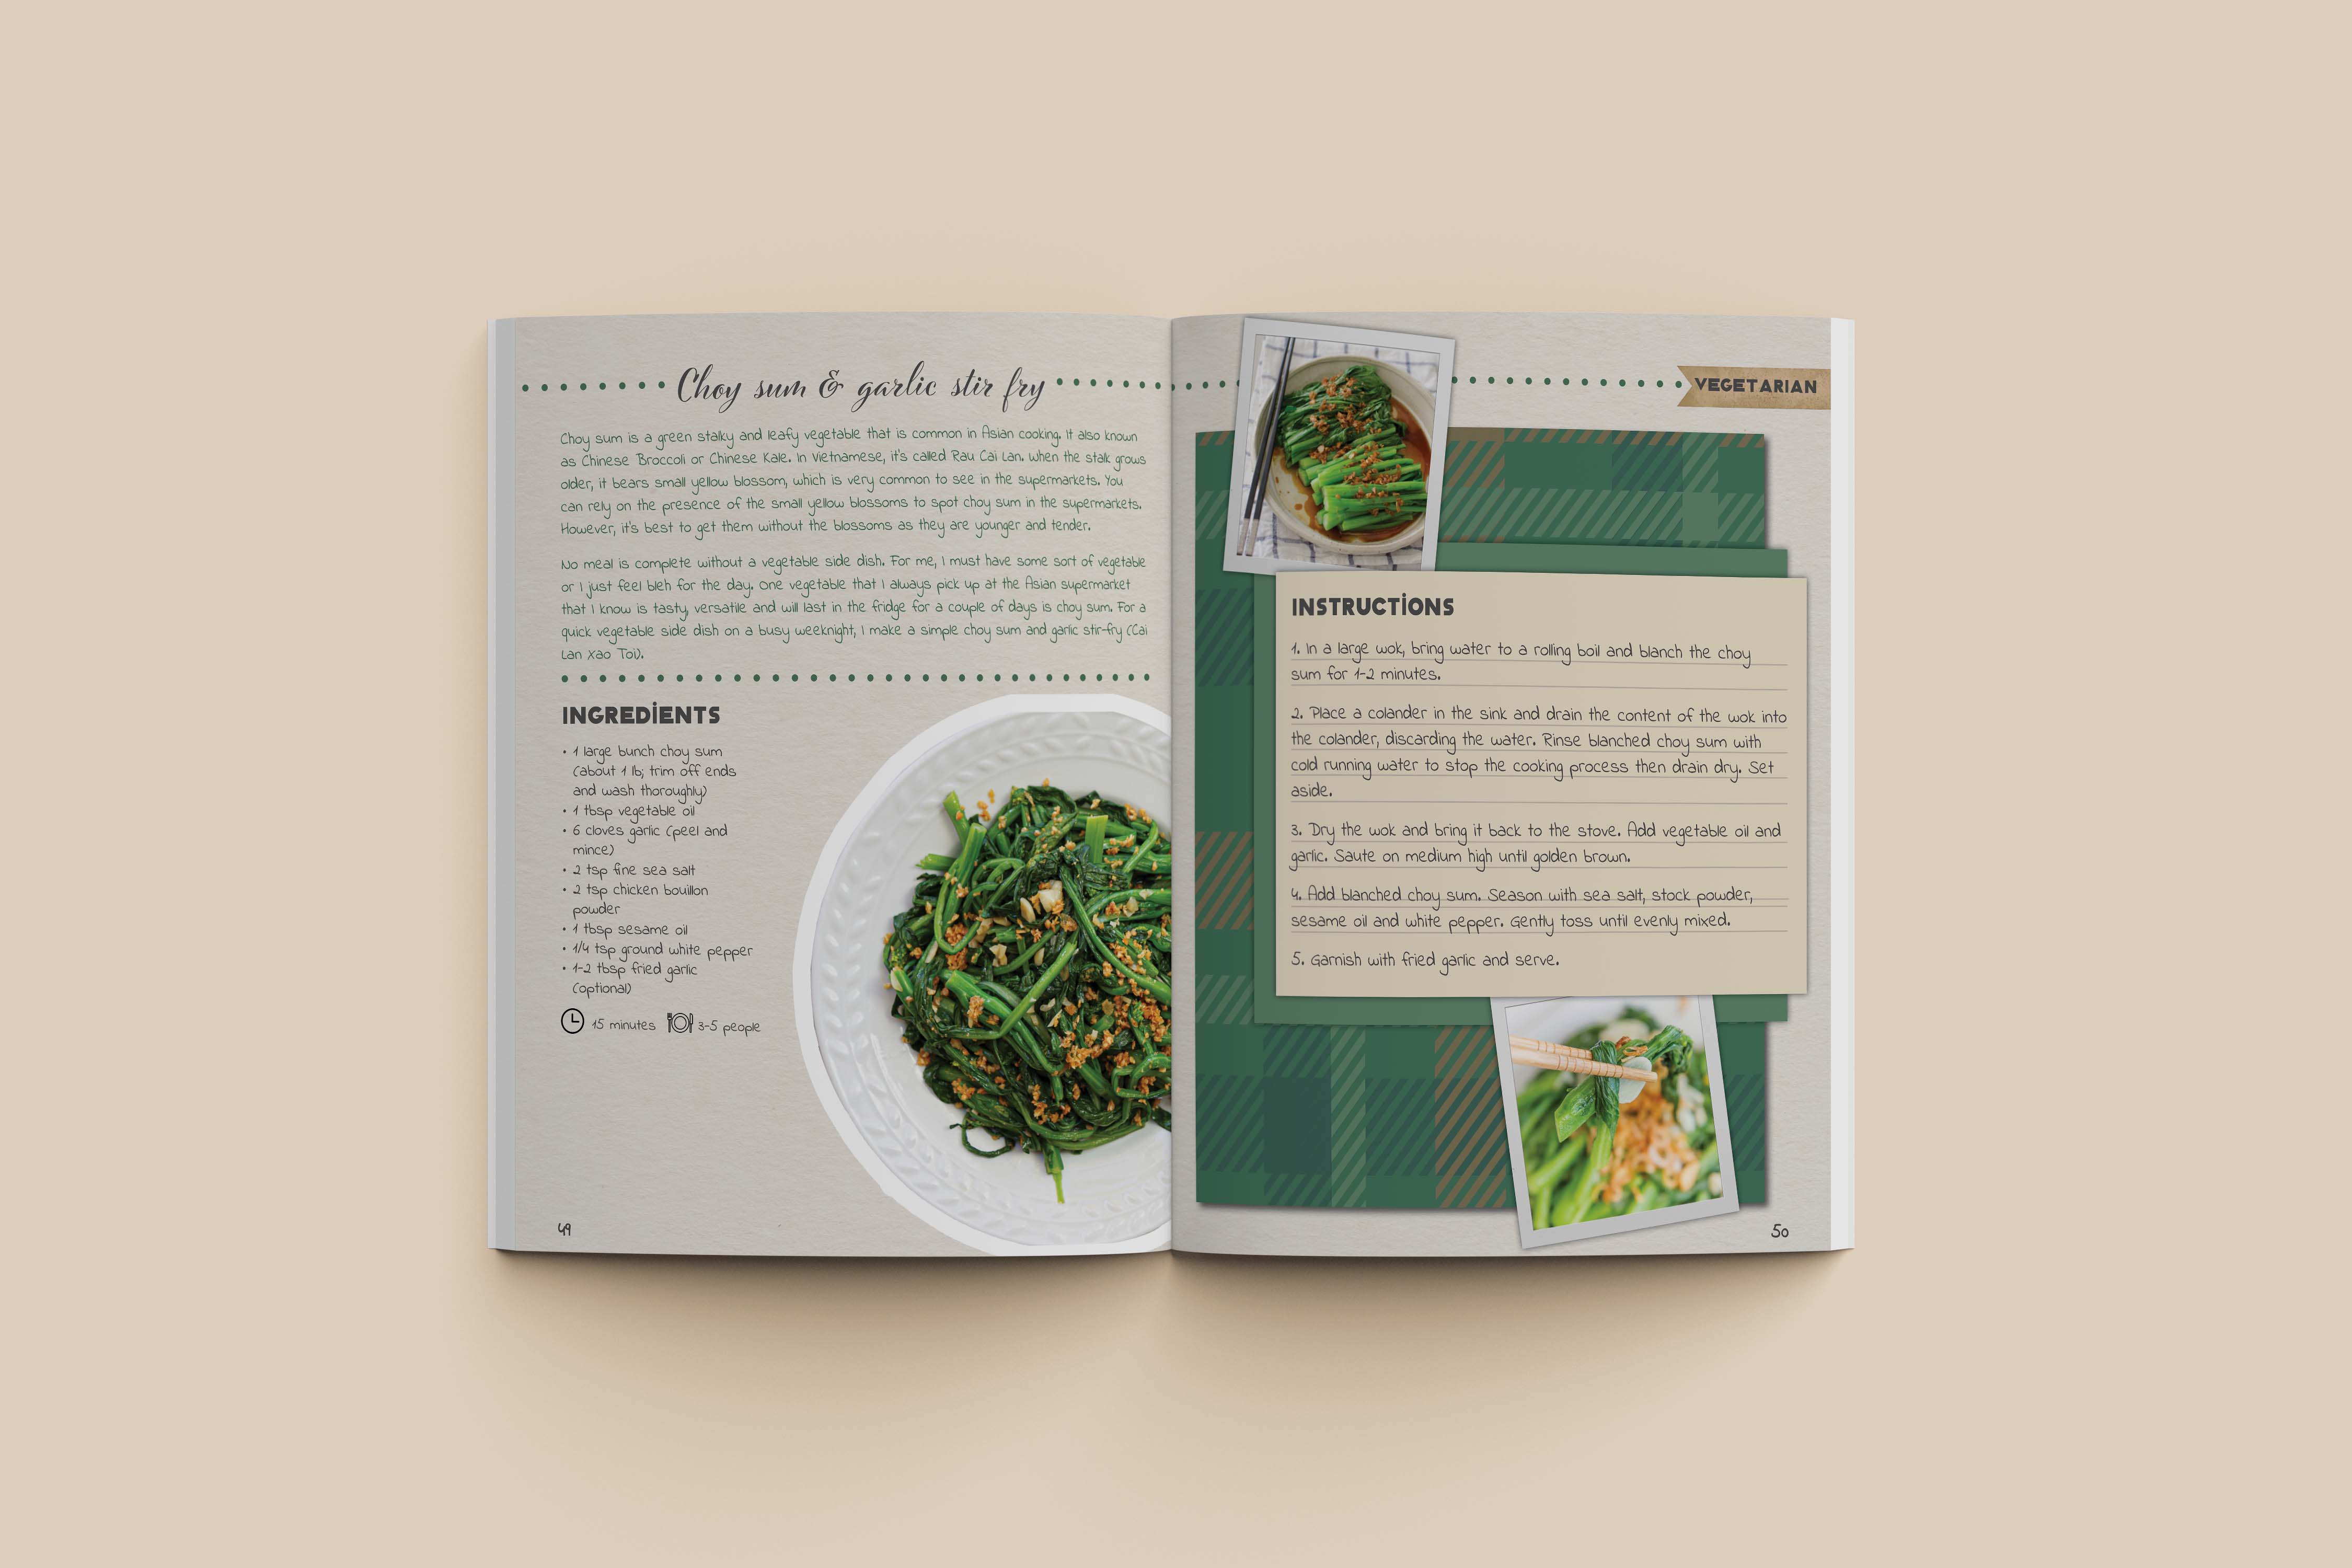 Choy sum & garlic stir fry
Choy sum is a green stalky and leafy vegetable that is common in Asian cooking. It also known
as Chinese Broccoli or Chinese Kale. In Vietnamese, it's called Rau Cai Lan. When the stalk grows
older, it bears small yellow blossom, which is very common to see in the supermarkets. You
can rely on the presence of the small yellow blossoms to spot choy sum in the supermarkets.
However, it's best to get them without the blossoms as they are younger and tender.
No meal is complete without a vegetable side dish. For me, I must have some sort of vegetable
or I just feel bleh for the day. One vegetable that I always pick up at the Asian supermarket
that I know is tasty, versatile and will last in the fridge for a couple of days is choy sum. For a
quick vegetable side dish on a busy weeknight, I make a simple choy sum and garlic stir-fry (Cai
Lan Xao Toi).
INGREDIENTS
• 1 large bunch choy sum
(about 1 lb; trim off ends
and wash thoroughly)
• 1 tbsp vegetable oil
• 6 cloves garlic (peel and
mince)
• 2 tsp fine sea salt
• 2 tsp chicken bouillon
powder
• 1 tbsp sesame oil
• 1/4 tsp ground white pepper
• 1-2 tbsp fried garlic
(optional)
15 minutes 3-5 people
49
VEGETARIAN
INSTRUCTIONS
1. In a large wok, bring water to a rolling boil and blanch the choy
sum for 1-2 minutes.
2. Place a colander in the sink and drain the content of the wok into
the colander, discarding the water. Rinse blanched choy sum with
cold running water to stop the cooking process then drain dry. Set
aside.
3. Dry the wok and bring it back to the stove. Add vegetable oil and
garlic. Saute on medium high until golden brown.
4. Add blanched choy sum. Season with sea salt, stock powder,
sesame oil and white pepper. Gently toss until evenly mixed.
5. Garnish with fried garlic and serve.
50